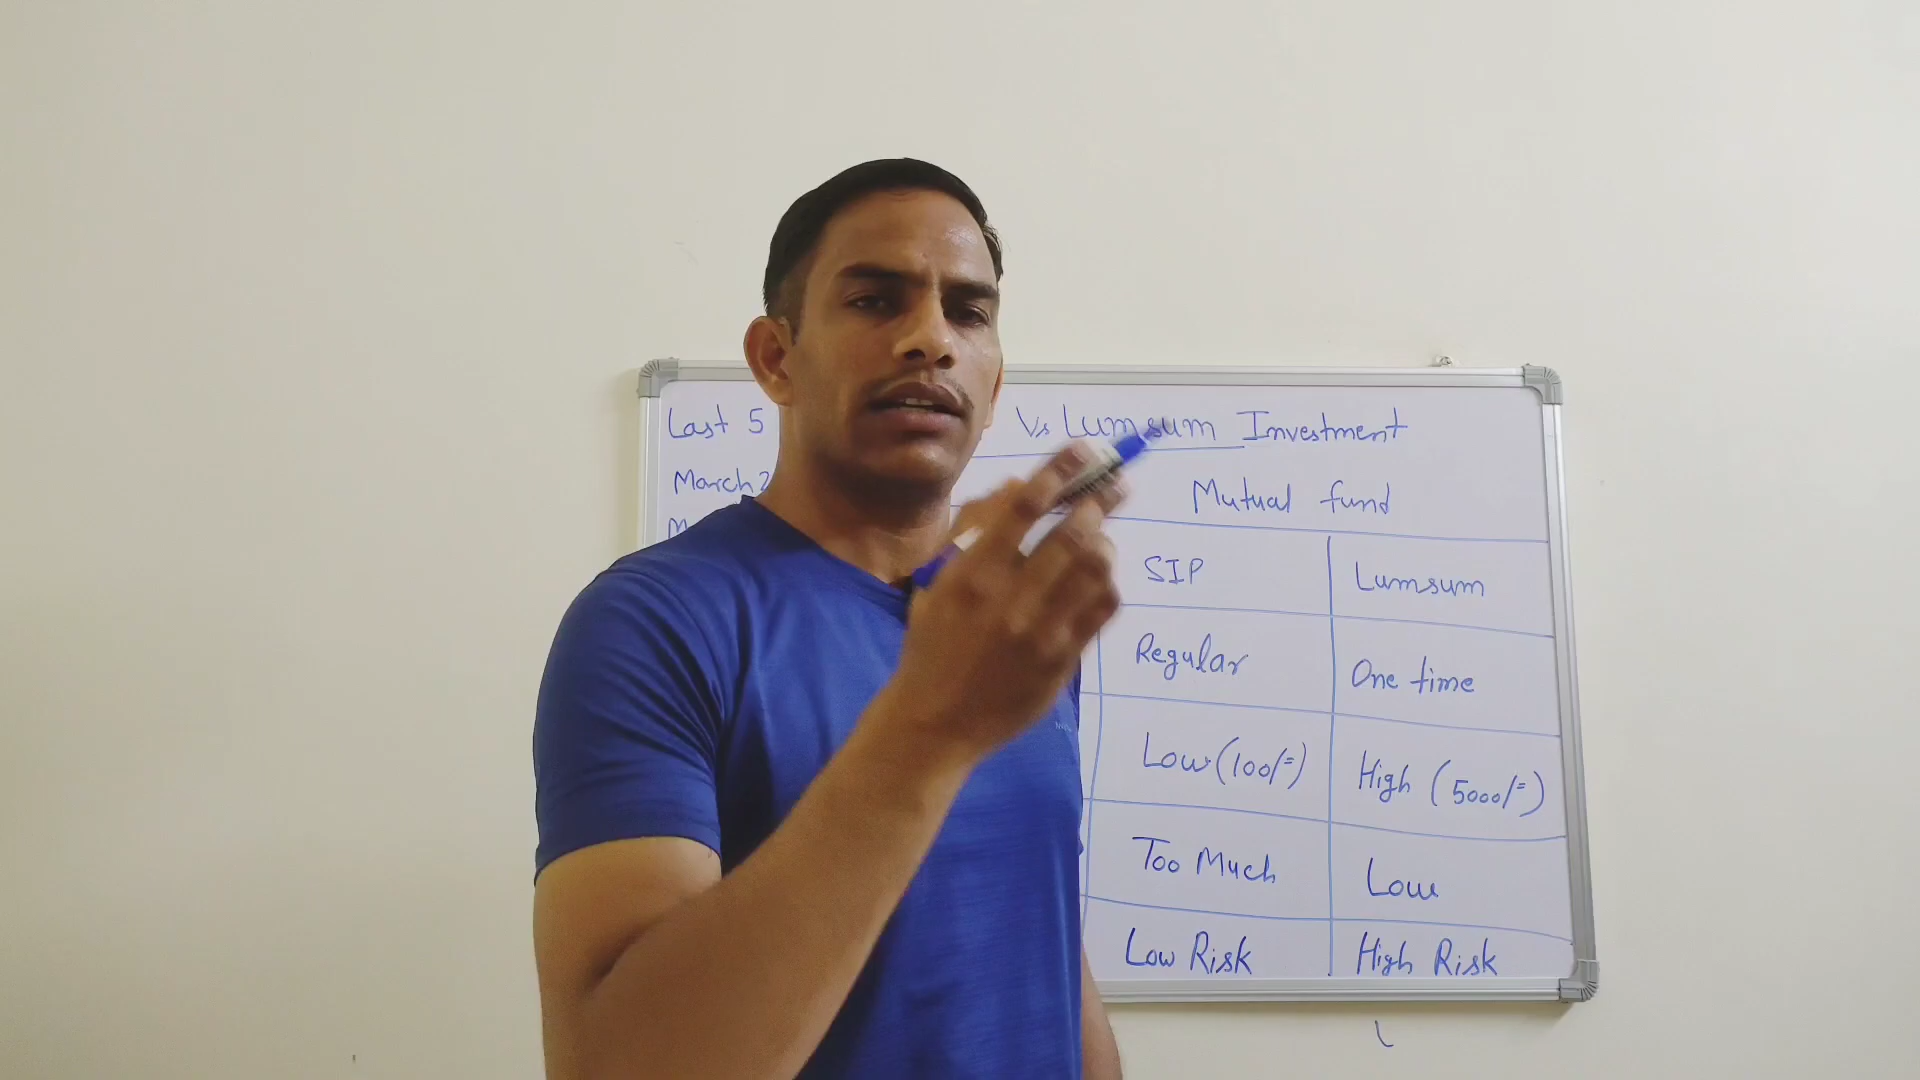 Last 5 Vs Lumsum Investment
March 2
Mutual fund
SIP Lumsum
Regular One time
Low (100/=) High (5000/=)
Too Much Low
Low Risk High Risk